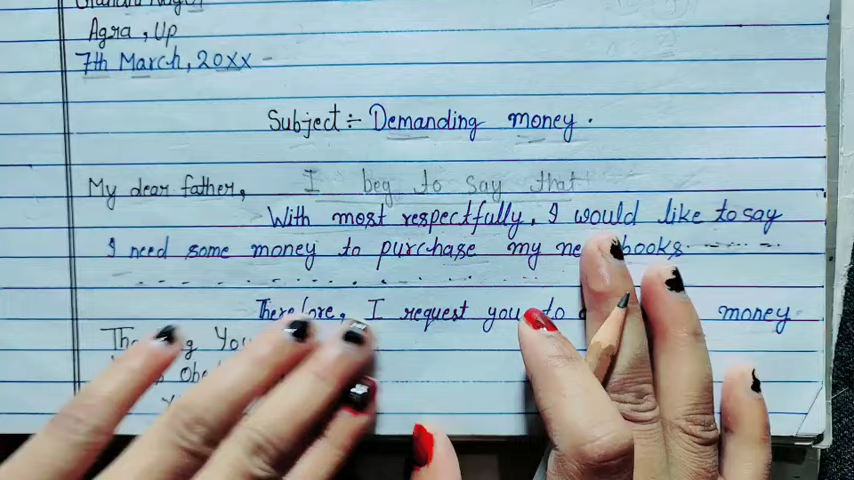 Agra, UP
7th March, 20xx
Subject ÷ Demanding money.
My dear father, I beg to say that
With most respectfully, I would like to say
I need some money to purchase my books
Therefore, I request you to money
You